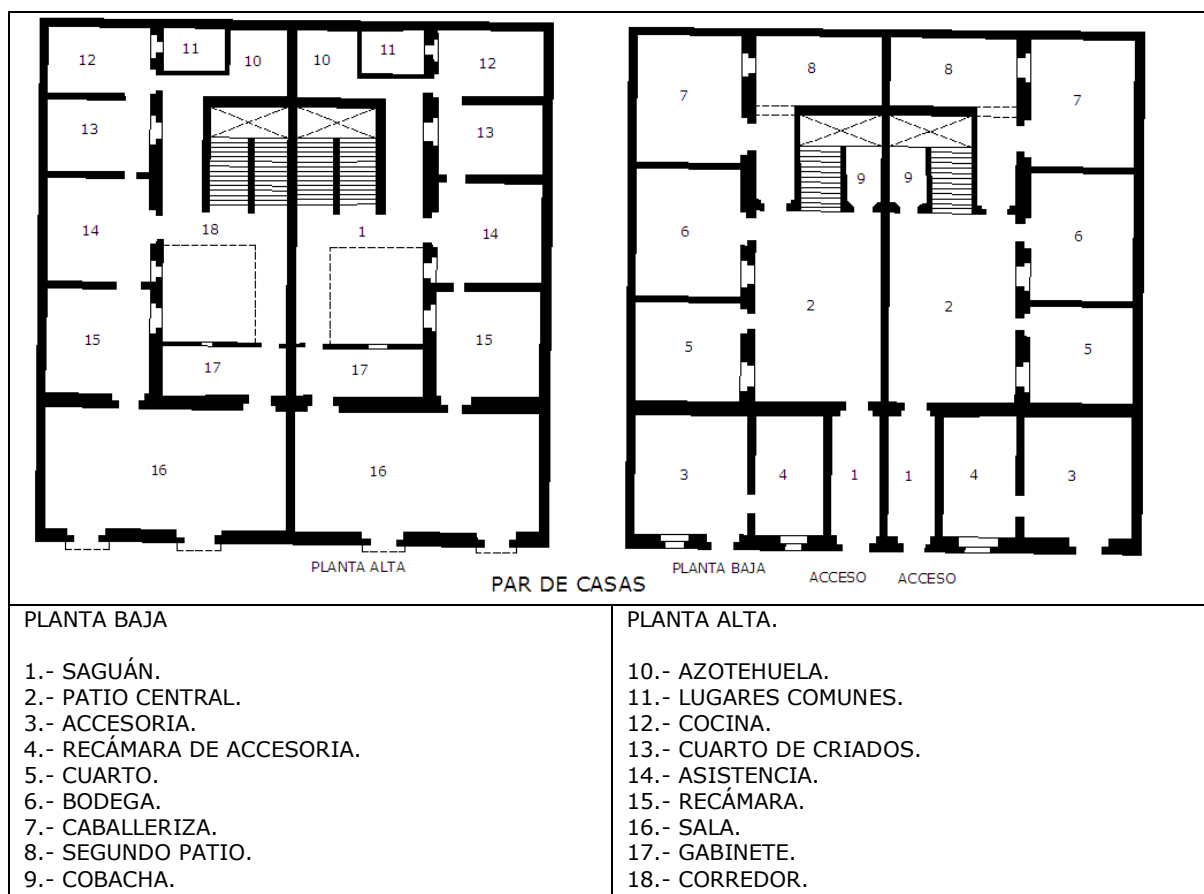 12 11 10 10 11 12
13 13
14 18 1 14
15 17 17 15
16 16
PLANTA ALTA
7 8 8 7
9 9
6 6
2 2
5 5
3 4 1 1 4 3
PLANTA BAJA ACCESO ACCESO
PAR DE CASAS
PLANTA BAJA
1.- SAGUÁN.
2.- PATIO CENTRAL.
3.- ACCESORIA.
4.- RECÁMARA DE ACCESORIA.
5.- CUARTO.
6.- BODEGA.
7.- CABALLERIZA.
8.- SEGUNDO PATIO.
9.- COBACHA.
PLANTA ALTA.
10.- AZOTEHUELA.
11.- LUGARES COMUNES.
12.- COCINA.
13.- CUARTO DE CRIADOS.
14.- ASISTENCIA.
15.- RECÁMARA.
16.- SALA.
17.- GABINETE.
18.- CORREDOR.